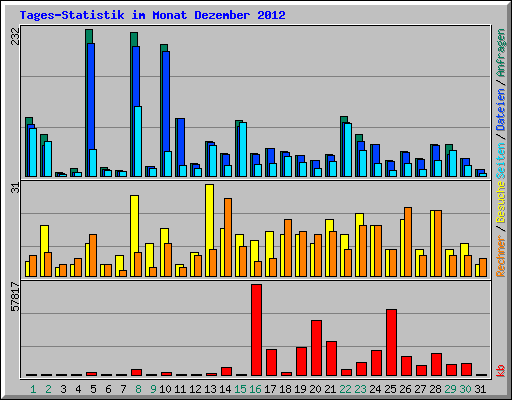 Tages-Statistik im Monat Dezember 2012
232
31
57817
Rechner / Besuche Seiten / Dateien / Anfragen
kb
1 2 3 4 5 6 7 8 9 10 11 12 13 14 15 16 17 18 19 20 21 22 23 24 25 26 27 28 29 30 31